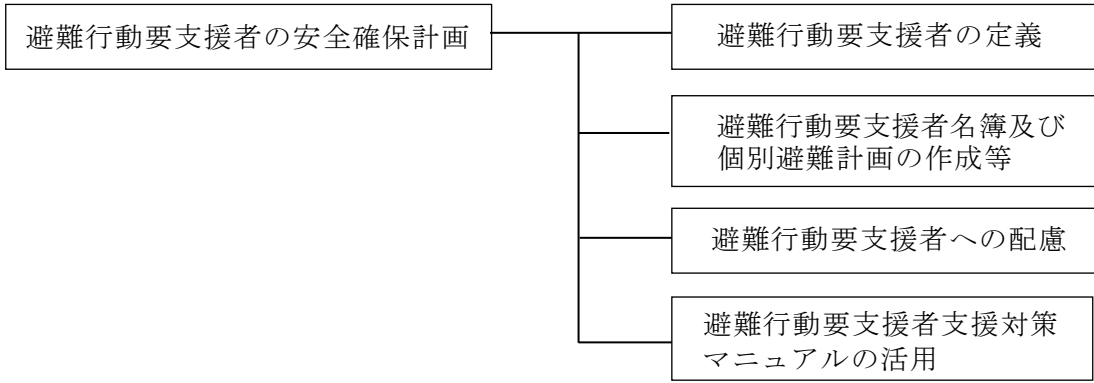 避難行動要支援者の安全確保計画
避難行動要支援者の定義
避難行動要支援者名簿及び
個別避難計画の作成等
避難行動要支援者への配慮
避難行動要支援者支援対策
マニュアルの活用